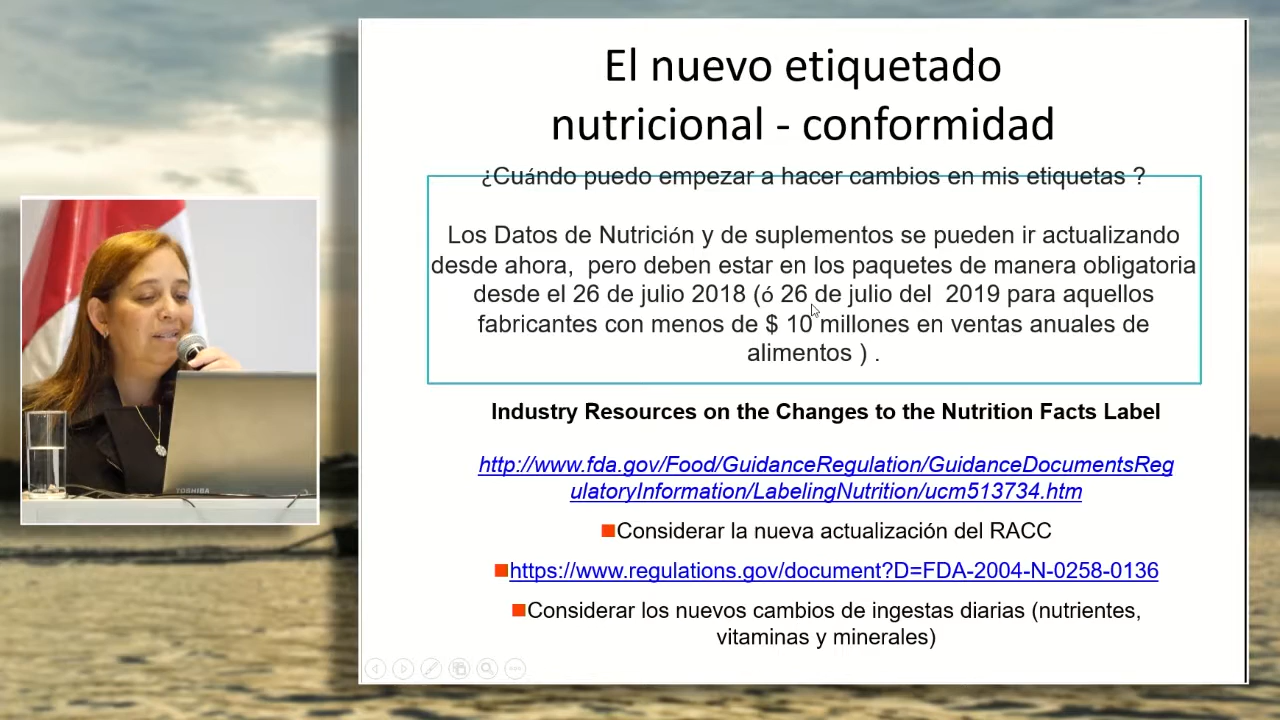 El nuevo etiquetado
nutricional - conformidad
¿Cuándo puedo empezar a hacer cambios en mis etiquetas ?
Los Datos de Nutrición y de suplementos se pueden ir actualizando
desde ahora, pero deben estar en los paquetes de manera obligatoria
desde el 26 de julio 2018 (ó 26 de julio del 2019 para aquellos
fabricantes con menos de $ 10 millones en ventas anuales de
alimentos ) .
Industry Resources on the Changes to the Nutrition Facts Label
http://www.fda.gov/Food/GuidanceRegulation/GuidanceDocumentsReg
ulatoryInformation/LabelingNutrition/ucm513734.htm
Considerar la nueva actualización del RACC
https://www.regulations.gov/document?D=FDA-2004-N-0258-0136
Considerar los nuevos cambios de ingestas diarias (nutrientes,
vitaminas y minerales)
TOSHIBA